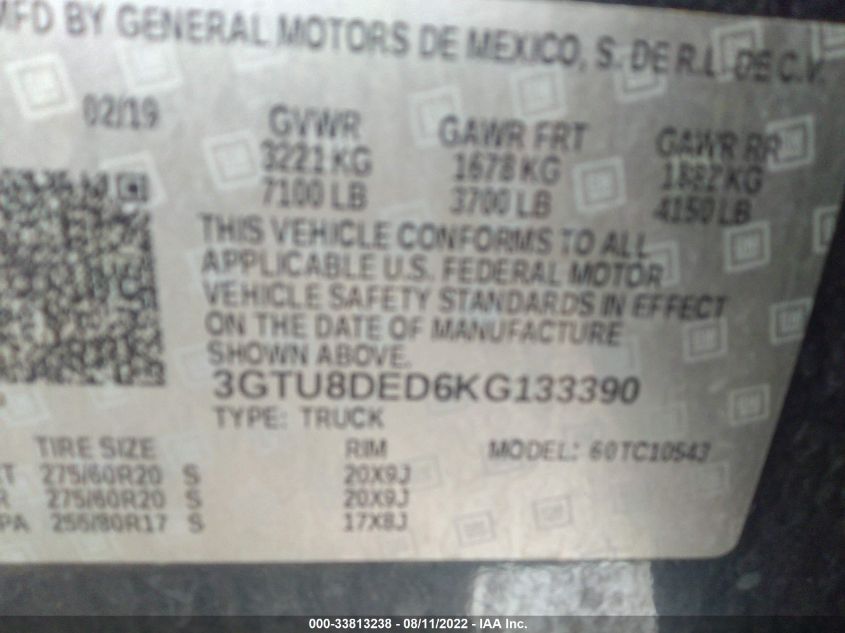 MFD BY GENERAL MOTORS DE MEXICO, S. DE R.L. DE C.V.
02/19 GVWR GAWR FRT GAWR RR
3221 KG 1678 KG 1882 KG
7100 LB 3700 LB 4150 LB
THIS VEHICLE CONFORMS TO ALL
APPLICABLE U.S. FEDERAL MOTOR
VEHICLE SAFETY STANDARDS IN EFFECT
ON THE DATE OF MANUFACTURE
SHOWN ABOVE.
3GTU8DED6KG133390
TYPE: TRUCK
TIRE SIZE RIM MODEL: 60TC10543
275/60R20 S 20X9J
275/60R20 S 20X9J
255/80R17 S 17X8J
000-33813238 - 08/11/2022 - IAA Inc.